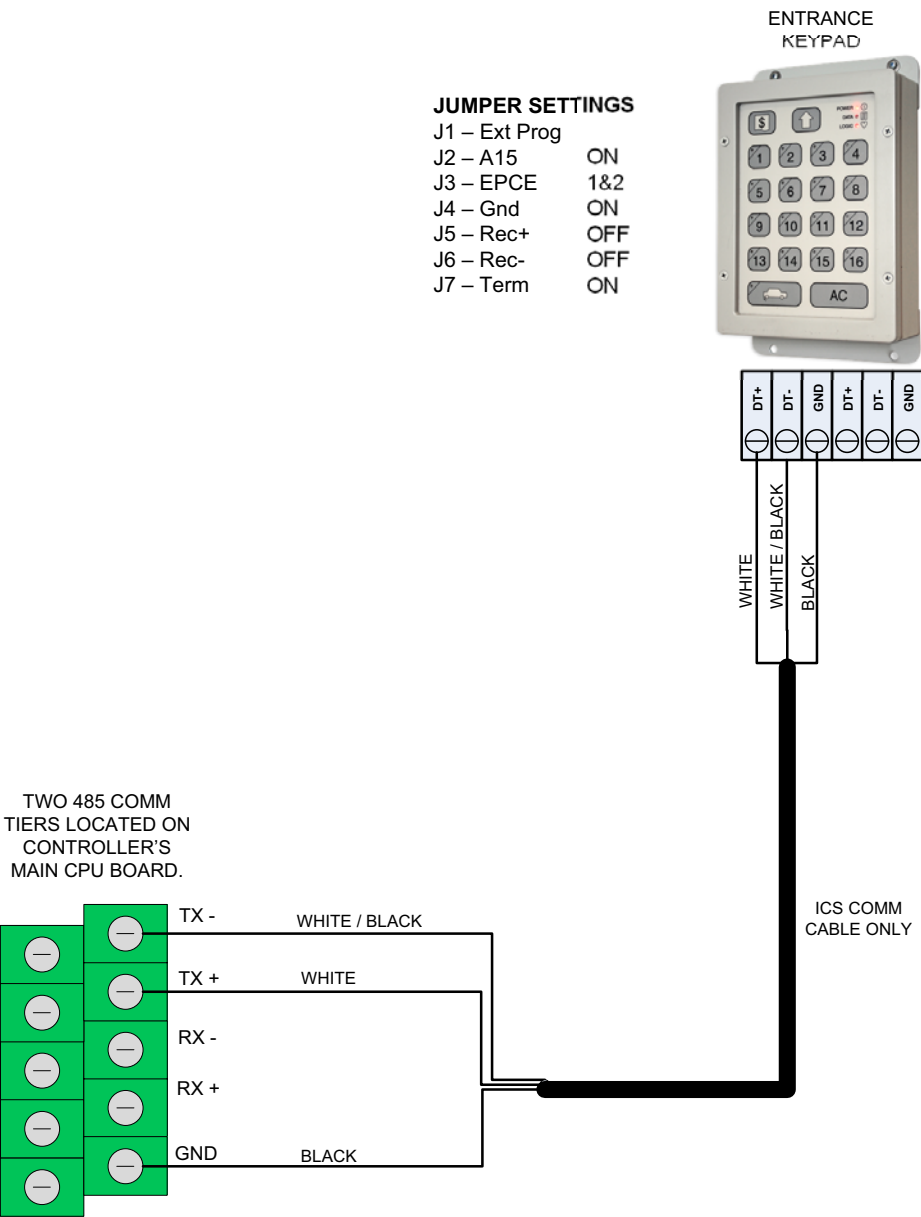 ENTRANCE
KEYPAD
JUMPER SETTINGS
J1 – Ext Prog
J2 – A15 ON
J3 – EPCE 1&2
J4 – Gnd ON
J5 – Rec+ OFF
J6 – Rec- OFF
J7 – Term ON
POWER
DATA
LOGIC
$
1 2 3 4
5 6 7 8
9 10 11 12
13 14 15 16
AC
DT+ DT- GND DT+ DT- GND
WHITE
WHITE / BLACK
BLACK
TWO 485 COMM
TIERS LOCATED ON
CONTROLLER'S
MAIN CPU BOARD.
TX - WHITE / BLACK
TX + WHITE
RX -
RX +
GND BLACK
ICS COMM
CABLE ONLY